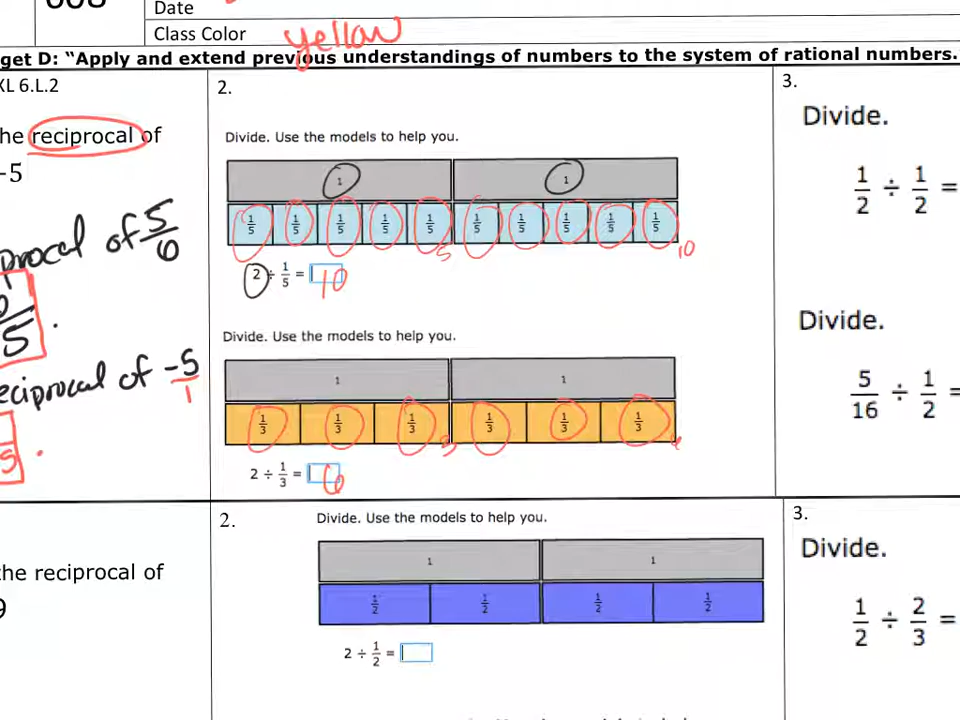 008
Date
Class Color yellow
get D: “Apply and extend previous understandings of numbers to the system of rational numbers.
XL 6.L.2
the reciprocal of
-5
procal of 5/6
5
eciprocal of -5/1
5
2.
Divide. Use the models to help you.
1 1
1/5 1/5 1/5 1/5 1/5 1/5 1/5 1/5 1/5 1/5
5 10
2 ÷ 1/5 = 10
Divide. Use the models to help you.
1 1
1/3 1/3 1/3 1/3 1/3 1/3
3
2 ÷ 1/3 = 6
3.
Divide.
1/2 ÷ 1/2 =
Divide.
5/16 ÷ 1/2 =
the reciprocal of
9
2.
Divide. Use the models to help you.
1 1
1/2 1/2 1/2 1/2
2 ÷ 1/2 =
3.
Divide.
1/2 ÷ 2/3 =